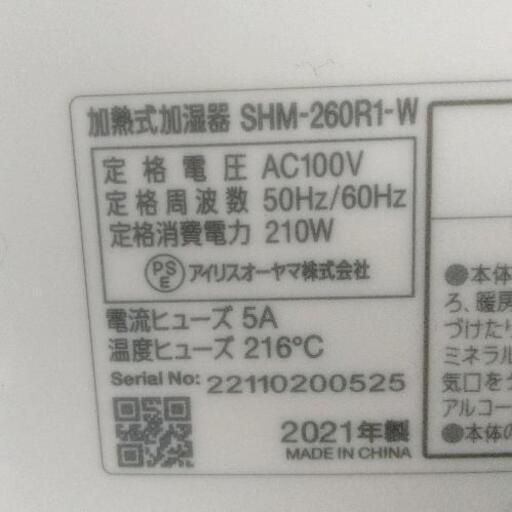 加熱式加湿器 SHM-260R1-W
定格電圧 AC100V
定格周波数 50Hz/60Hz
定格消費電力 210W
PSE アイリスオーヤマ株式会社
電流ヒューズ 5A
温度ヒューズ 216°C
Serial No: 22110200525
2021年製
MADE IN CHINA
●本体
ろ、暖房
づけたり
ミネラル
気口を
アルコー
●本体の